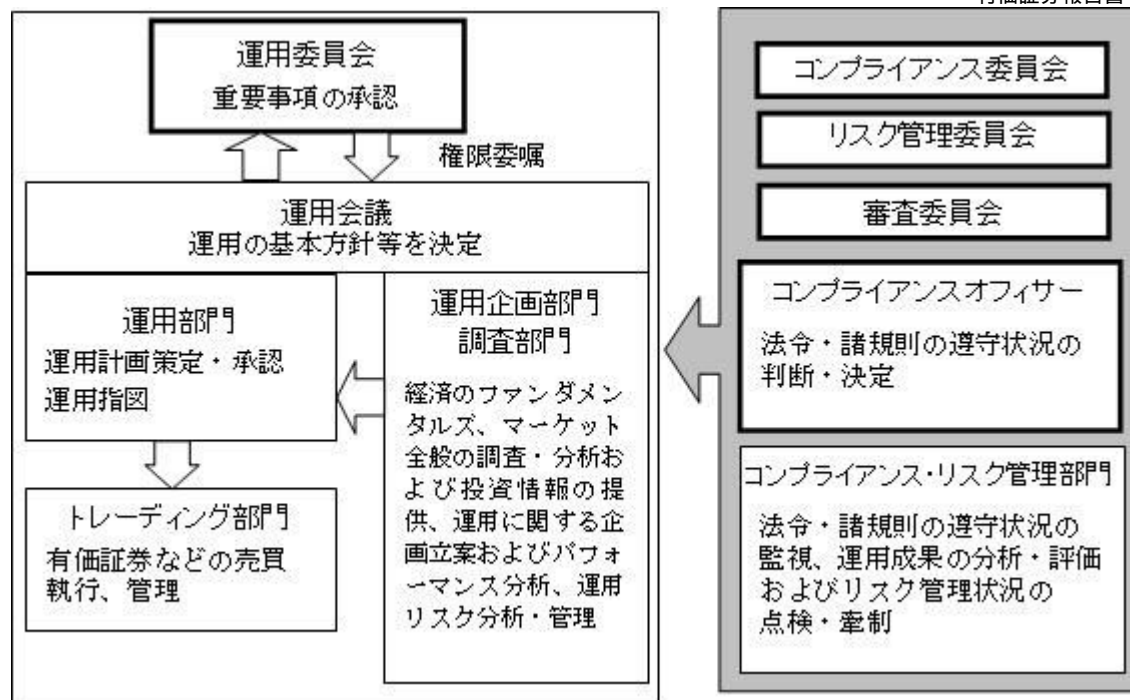 運用委員会
重要事項の承認
権限委嘱
運用会議
運用の基本方針等を決定
運用部門
運用計画策定・承認
運用指図
トレーディング部門
有価証券などの売買
執行、管理
運用企画部門
調査部門
経済のファンダメン
タルズ、マーケット
全般の調査・分析お
よび投資情報の提
供、運用に関する企
画立案およびパフォ
ーマンス分析、運用
リスク分析・管理
コンプライアンス委員会
リスク管理委員会
審査委員会
コンプライアンスオフィサー
法令・諸規則の遵守状況の
判断・決定
コンプライアンス・リスク管理部門
法令・諸規則の遵守状況の
監視、運用成果の分析・評価
およびリスク管理状況の
点検・牽制